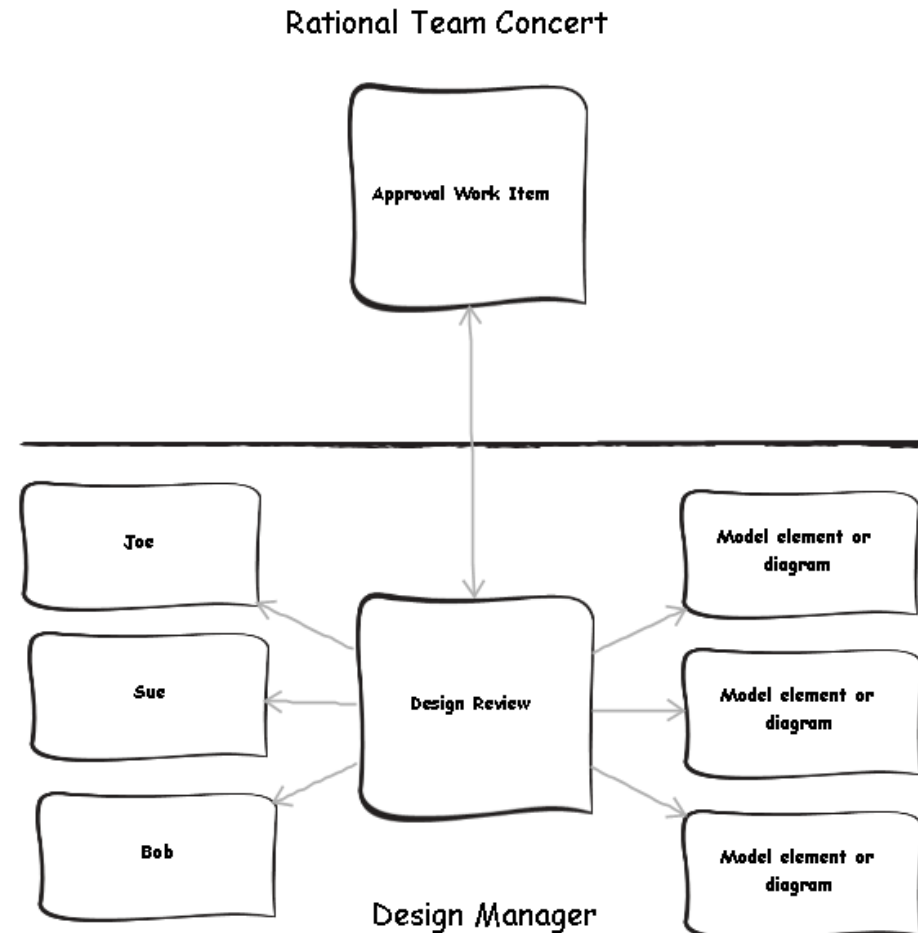 Rational Team Concert
Approval Work Item
Joe
Sue
Bob
Design Review
Model element or
diagram
Model element or
diagram
Model element or
diagram
Design Manager